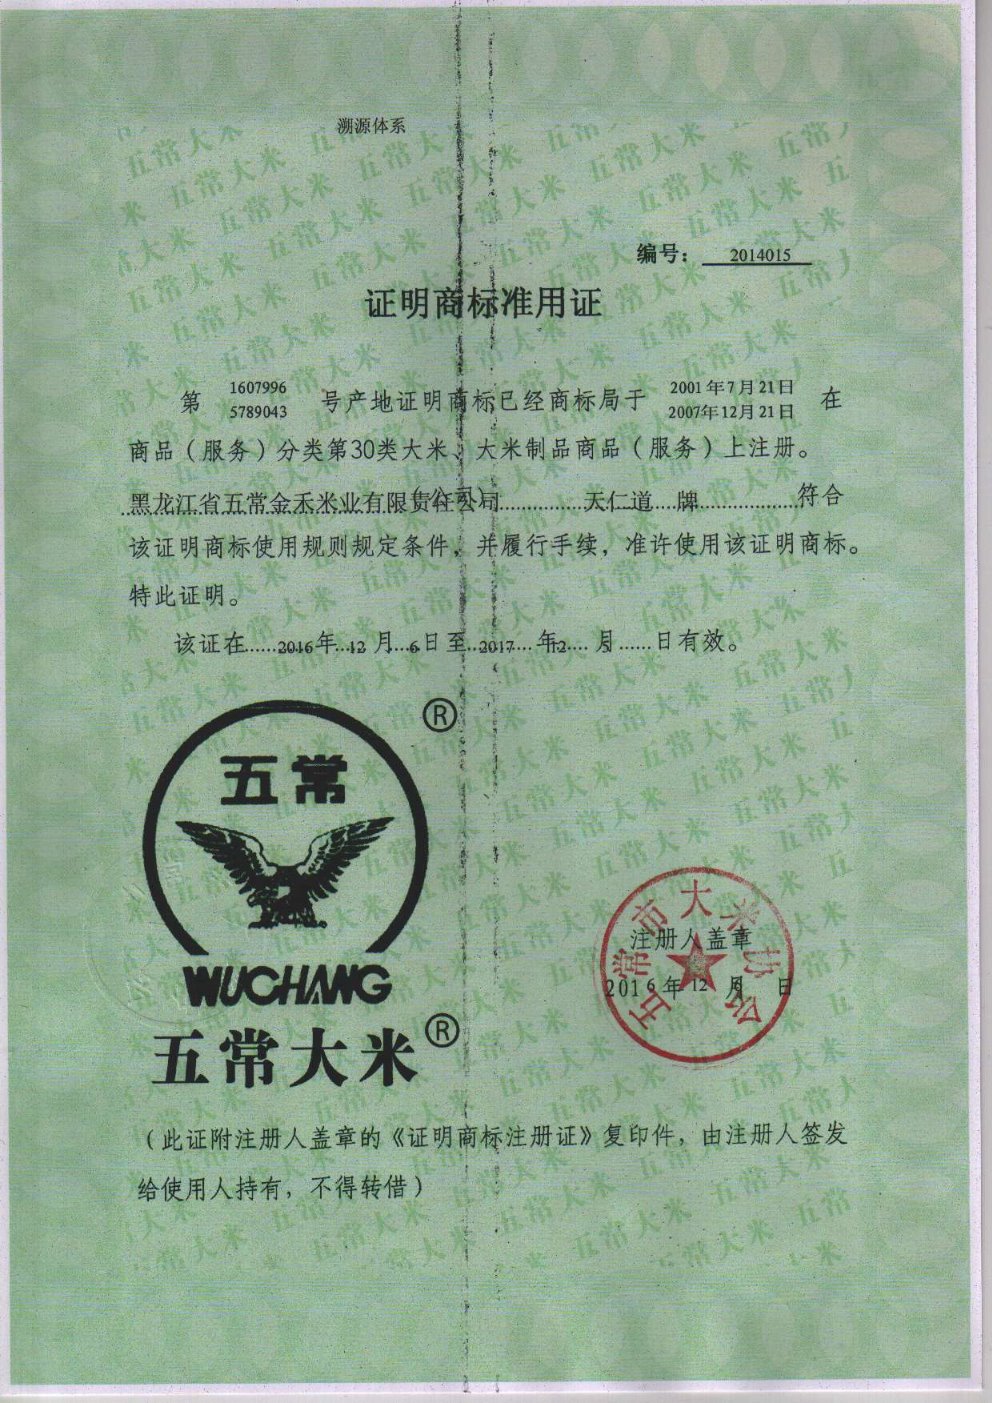 溯源体系
编号： 2014015
证明商标准用证
第 1607996 5789043 号产地证明商标已经商标局于 2001年7月21日 2007年12月21日 在
商品（服务）分类第30类大米、大米制品商品（服务）上注册。
黑龙江省五常金禾米业有限责任公司 天仁道 牌 符合
该证明商标使用规则规定条件，并履行手续，准许使用该证明商标。
特此证明。
该证在 2016年 12 月 6 日至 2017 年 12 月 5 日有效。
®
五常
WUCHANG
五常大米®
五常市大米协会
注册人盖章
2016年 12 月 6 日
（此证附注册人盖章的《证明商标注册证》复印件，由注册人签发
给使用人持有，不得转借）